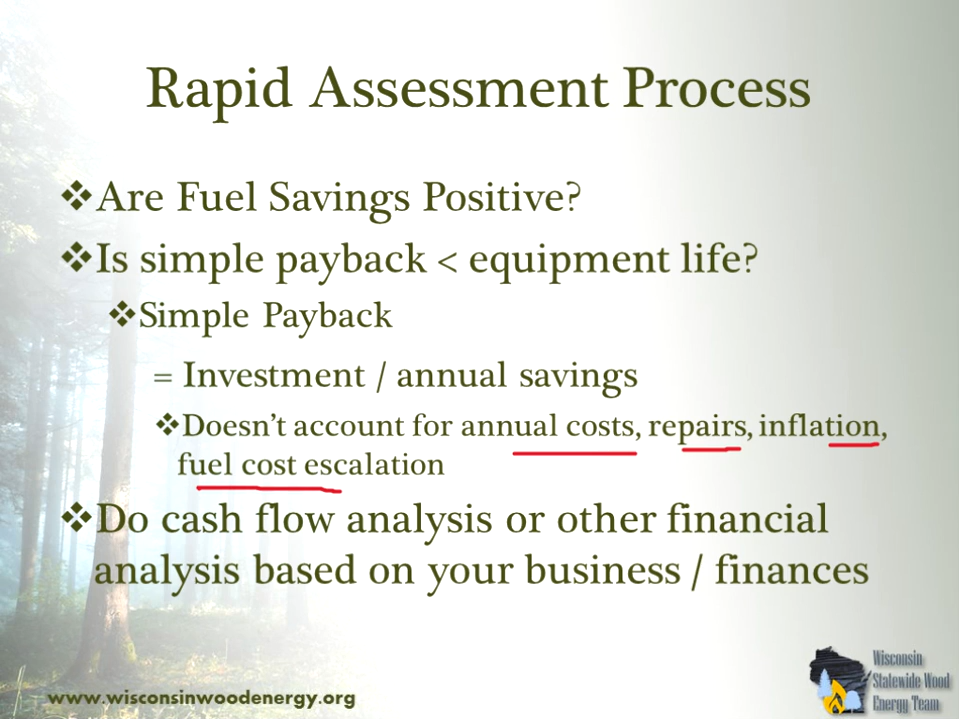 Rapid Assessment Process
❖Are Fuel Savings Positive?
❖Is simple payback < equipment life?
❖Simple Payback
= Investment / annual savings
❖Doesn't account for annual costs, repairs, inflation,
fuel cost escalation
❖Do cash flow analysis or other financial
analysis based on your business / finances
Wisconsin
Statewide Wood
Energy Team
www.wisconsinwoodenergy.org